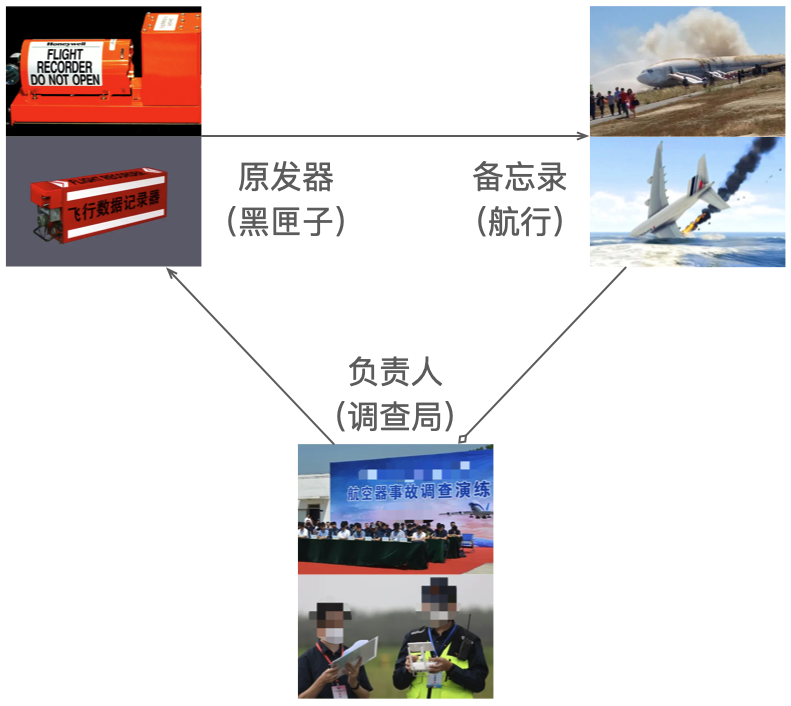 Honeywell
FLIGHT
RECORDER
DO NOT OPEN
FLIGHT RECORDER
飞行数据记录器
原发器
（黑匣子）
备忘录
（航行）
负责人
（调查局）
航空器事故调查演练